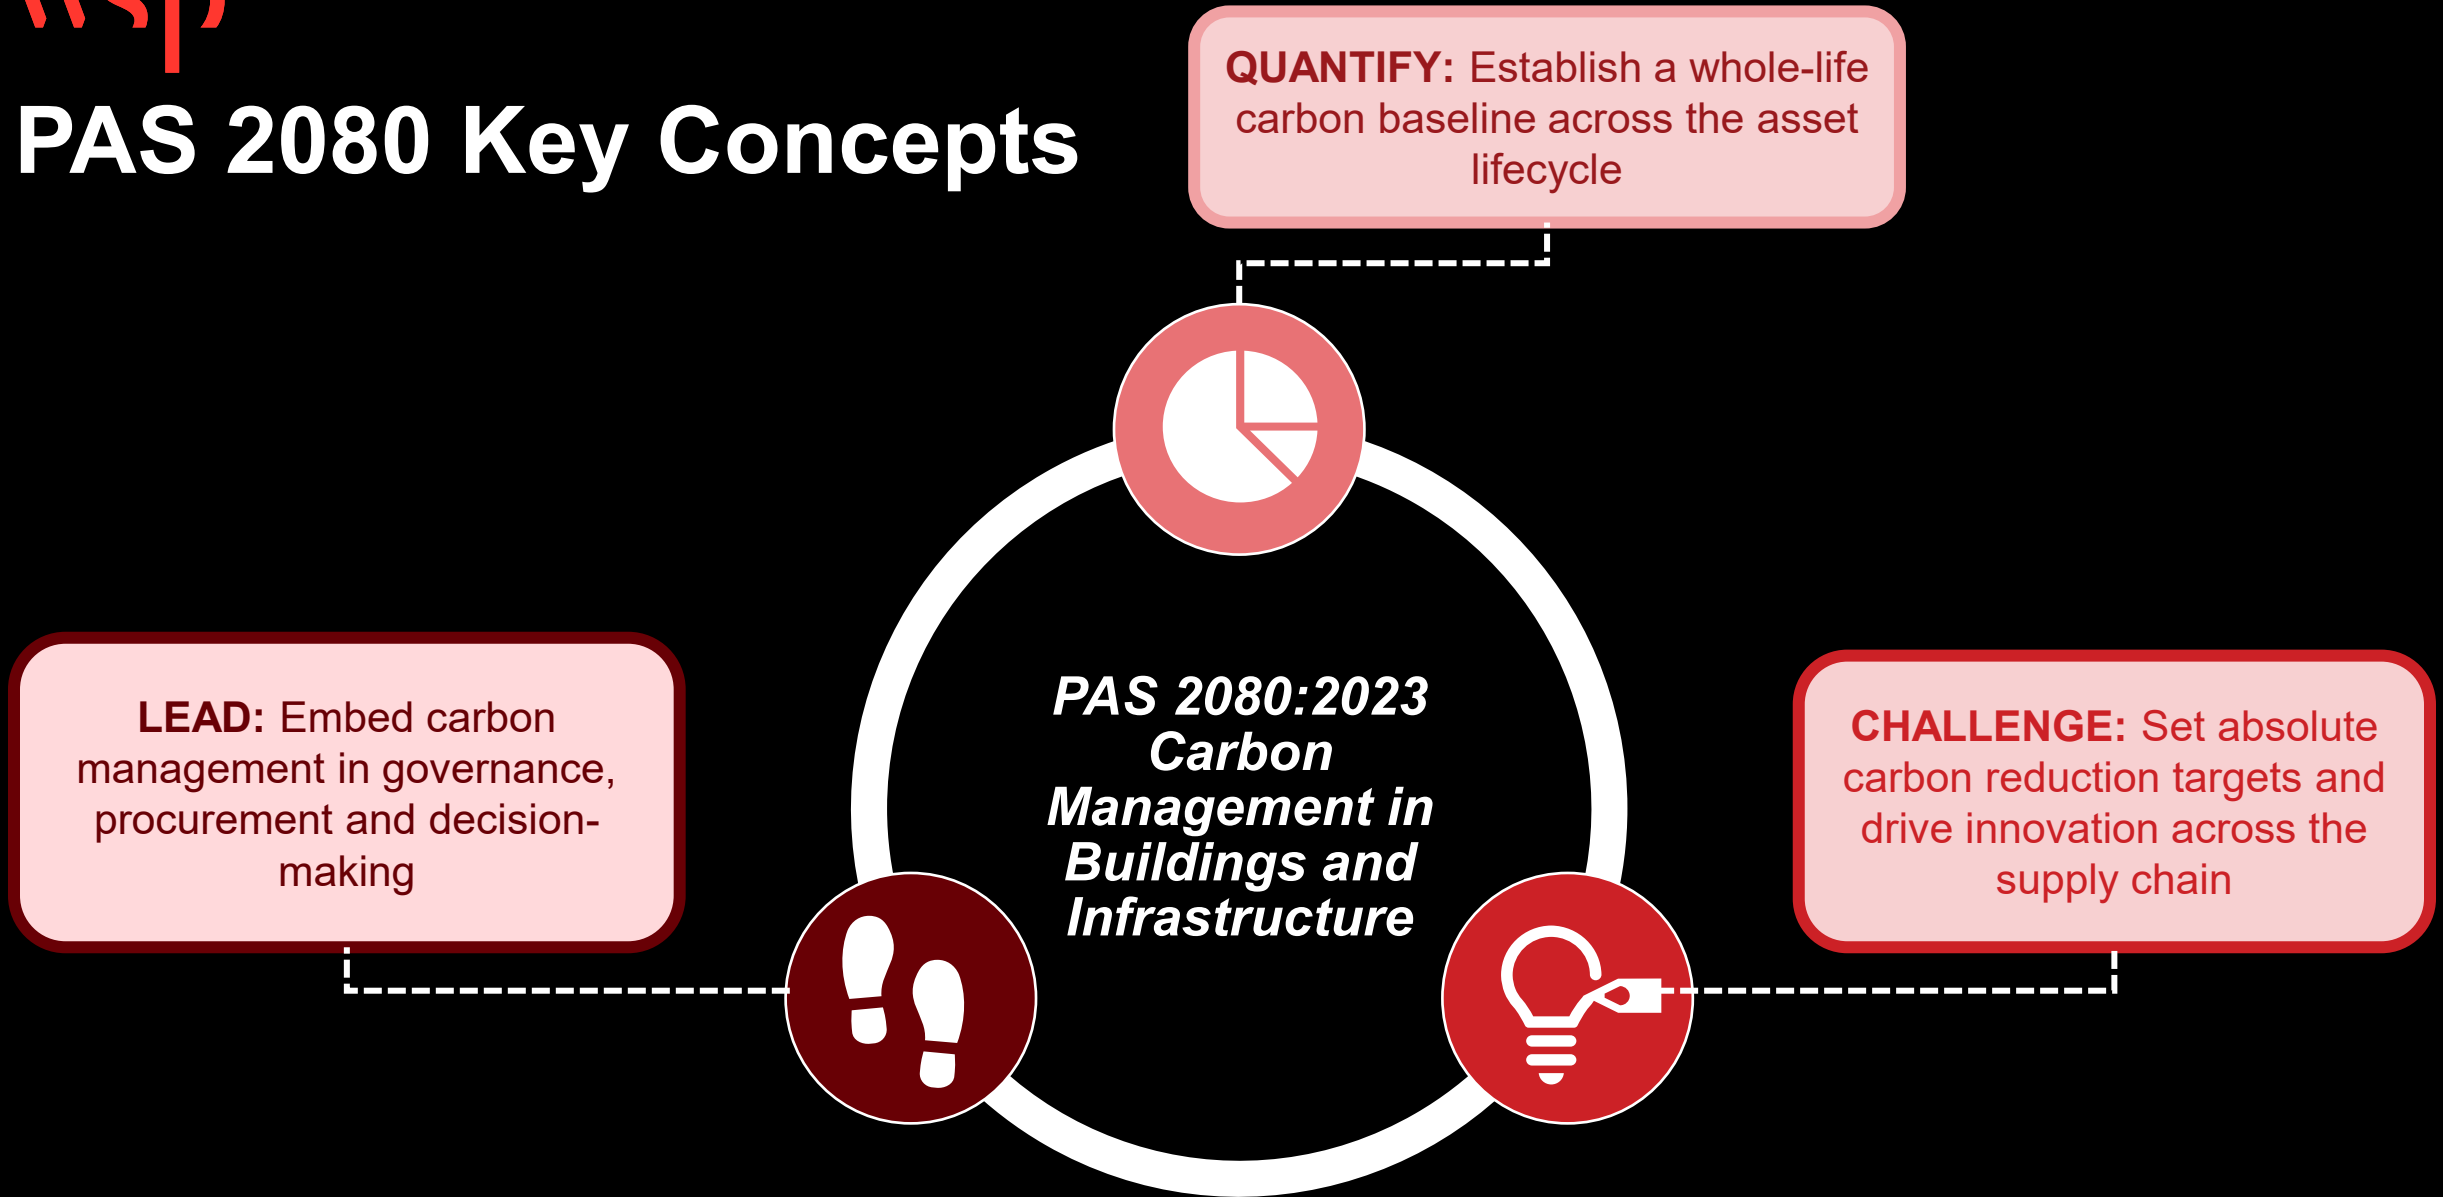 wsp
PAS 2080 Key Concepts
QUANTIFY: Establish a whole-life
carbon baseline across the asset
lifecycle
LEAD: Embed carbon
management in governance,
procurement and decision-
making
PAS 2080:2023
Carbon
Management in
Buildings and
Infrastructure
CHALLENGE: Set absolute
carbon reduction targets and
drive innovation across the
supply chain